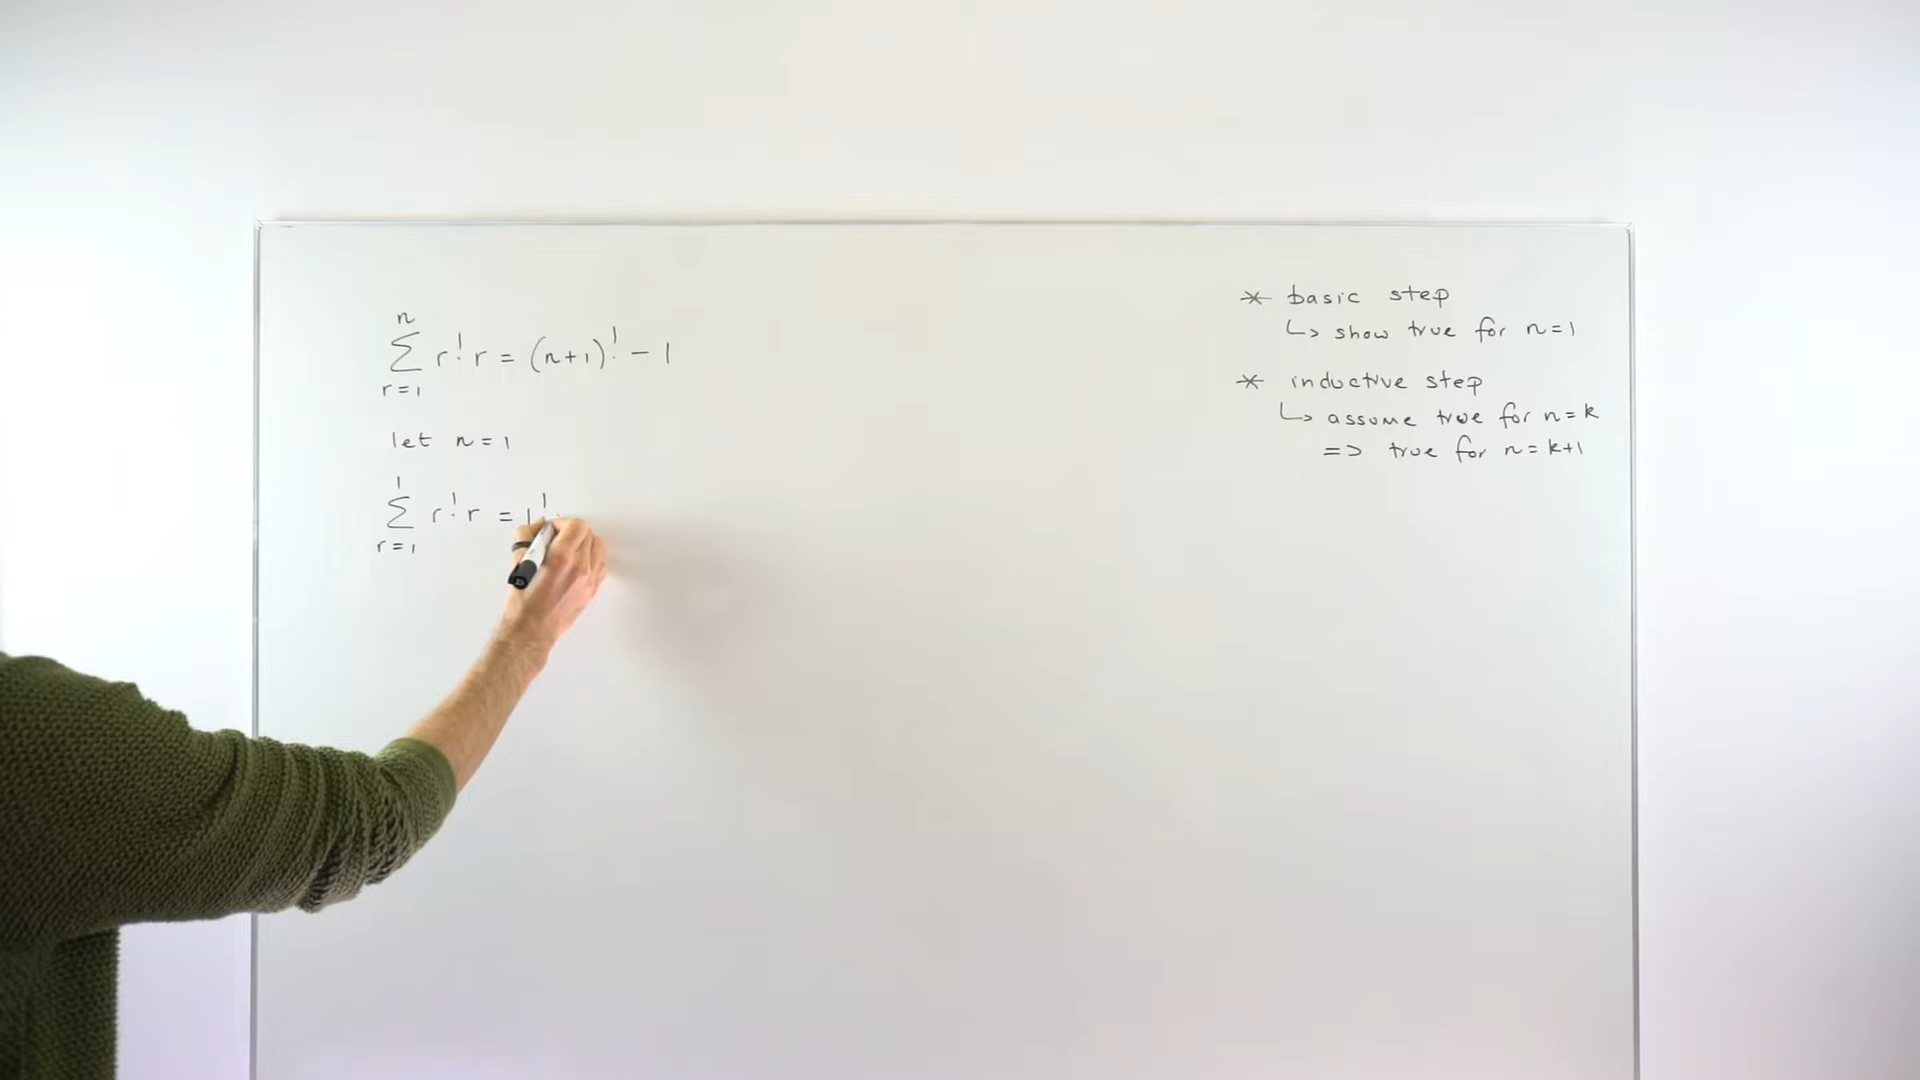 n
∑ r! r = (n+1)! - 1
r = 1
let n = 1
1
∑ r! r = 1!
r = 1
* basic step
↳ show true for n = 1
* inductive step
↳ assume true for n = k
=> true for n = k+1